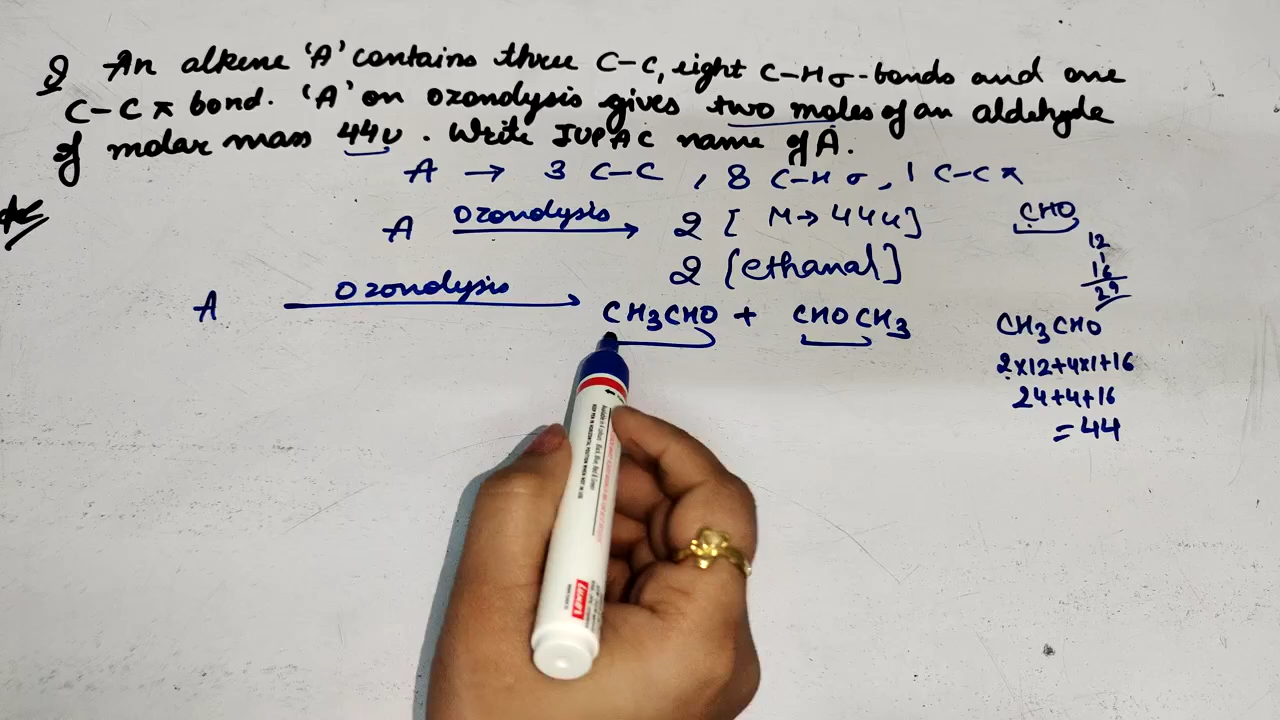 Q An alkene 'A' contains three C-C, eight C-H σ-bonds and one
C-C π bond. 'A' on ozonolysis gives two moles of an aldehyde
of molar mass 44u. Write IUPAC name of A.
A → 3 C-C, 8 C-H σ, 1 C-C π
A ozonolysis → 2 [M → 44u]
2 [ethanal]
A ozonolysis → CH3CHO + CHOCH3
CHO
12
1
16
29
CH3CHO
2×12+4×1+16
24+4+16
=44
Luxor